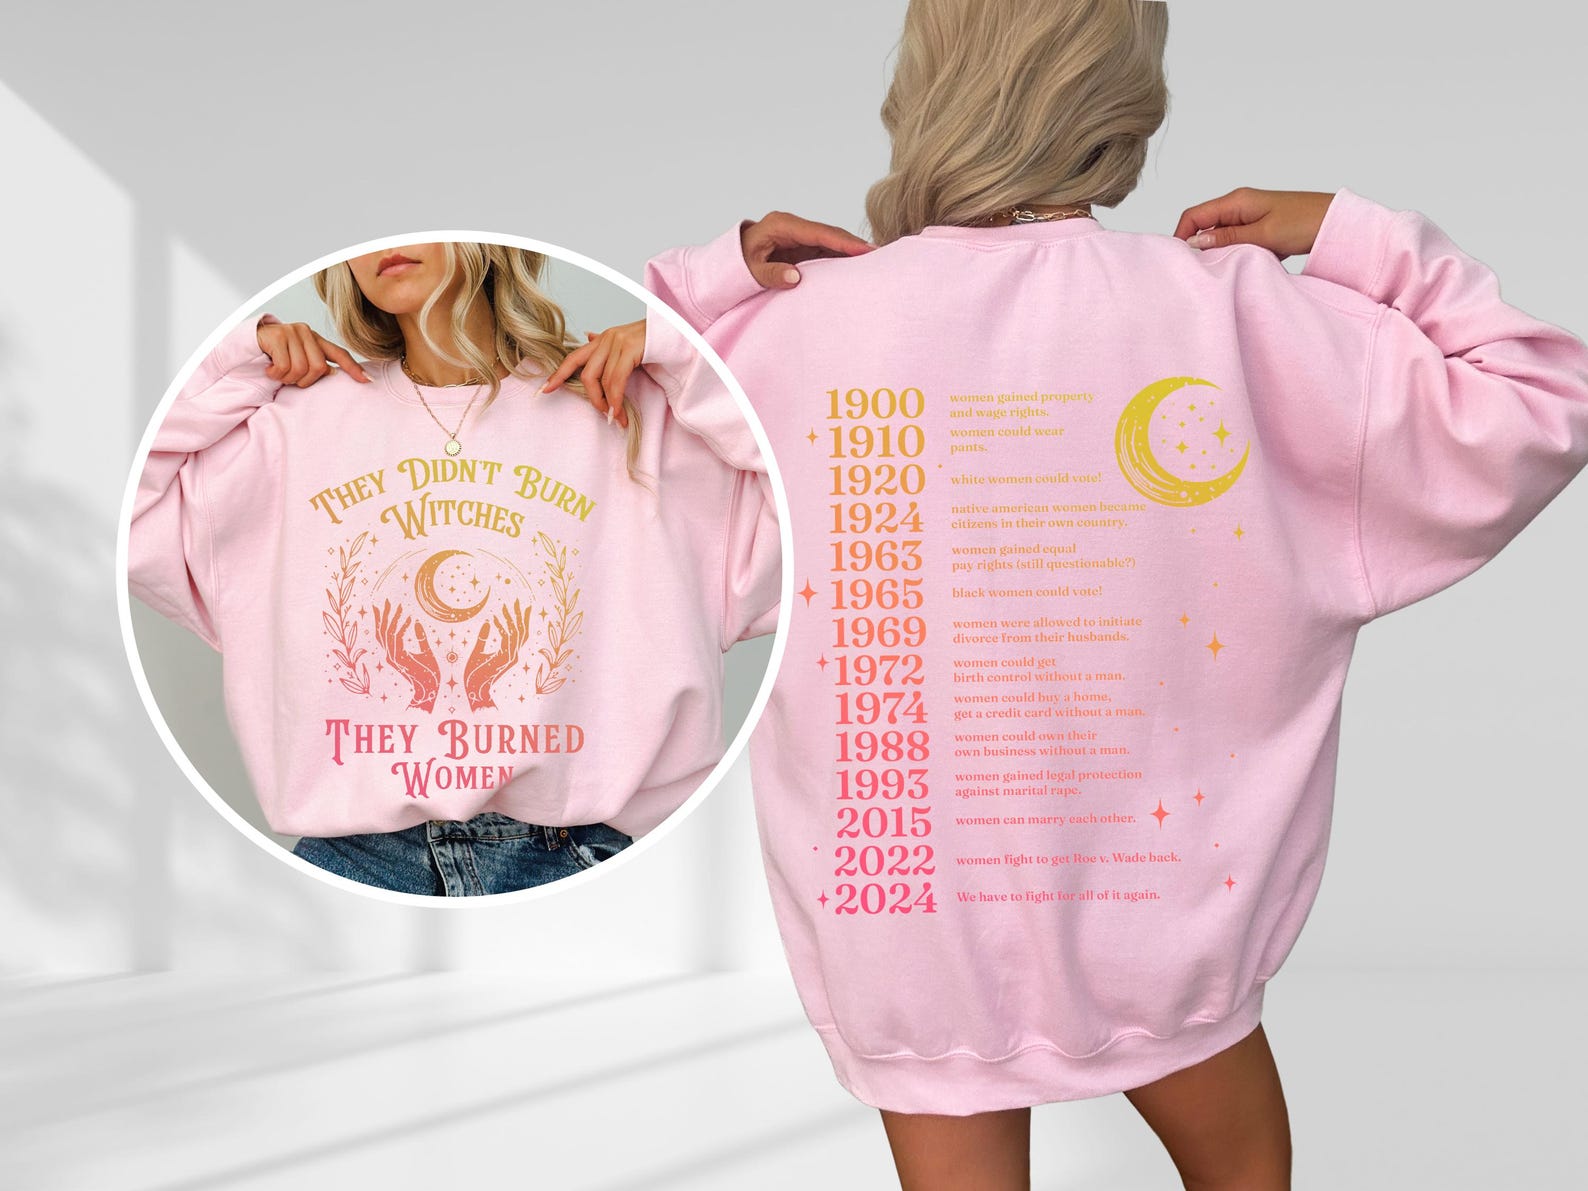 They Didn't Burn
Witches
They Burned
Women
1900 women gained property
and wage rights.
1910 women could wear
pants.
1920 white women could vote!
1924 native american women became
citizens in their own country.
1963 women gained equal
pay rights (still questionable?)
1965 black women could vote!
1969 women were allowed to initiate
divorce from their husbands.
1972 women could get
birth control without a man.
1974 women could buy a home,
get a credit card without a man.
1988 women could own their
own business without a man.
1993 women gained legal protection
against marital rape.
2015 women can marry each other.
2022 women fight to get Roe v. Wade back.
2024 We have to fight for all of it again.